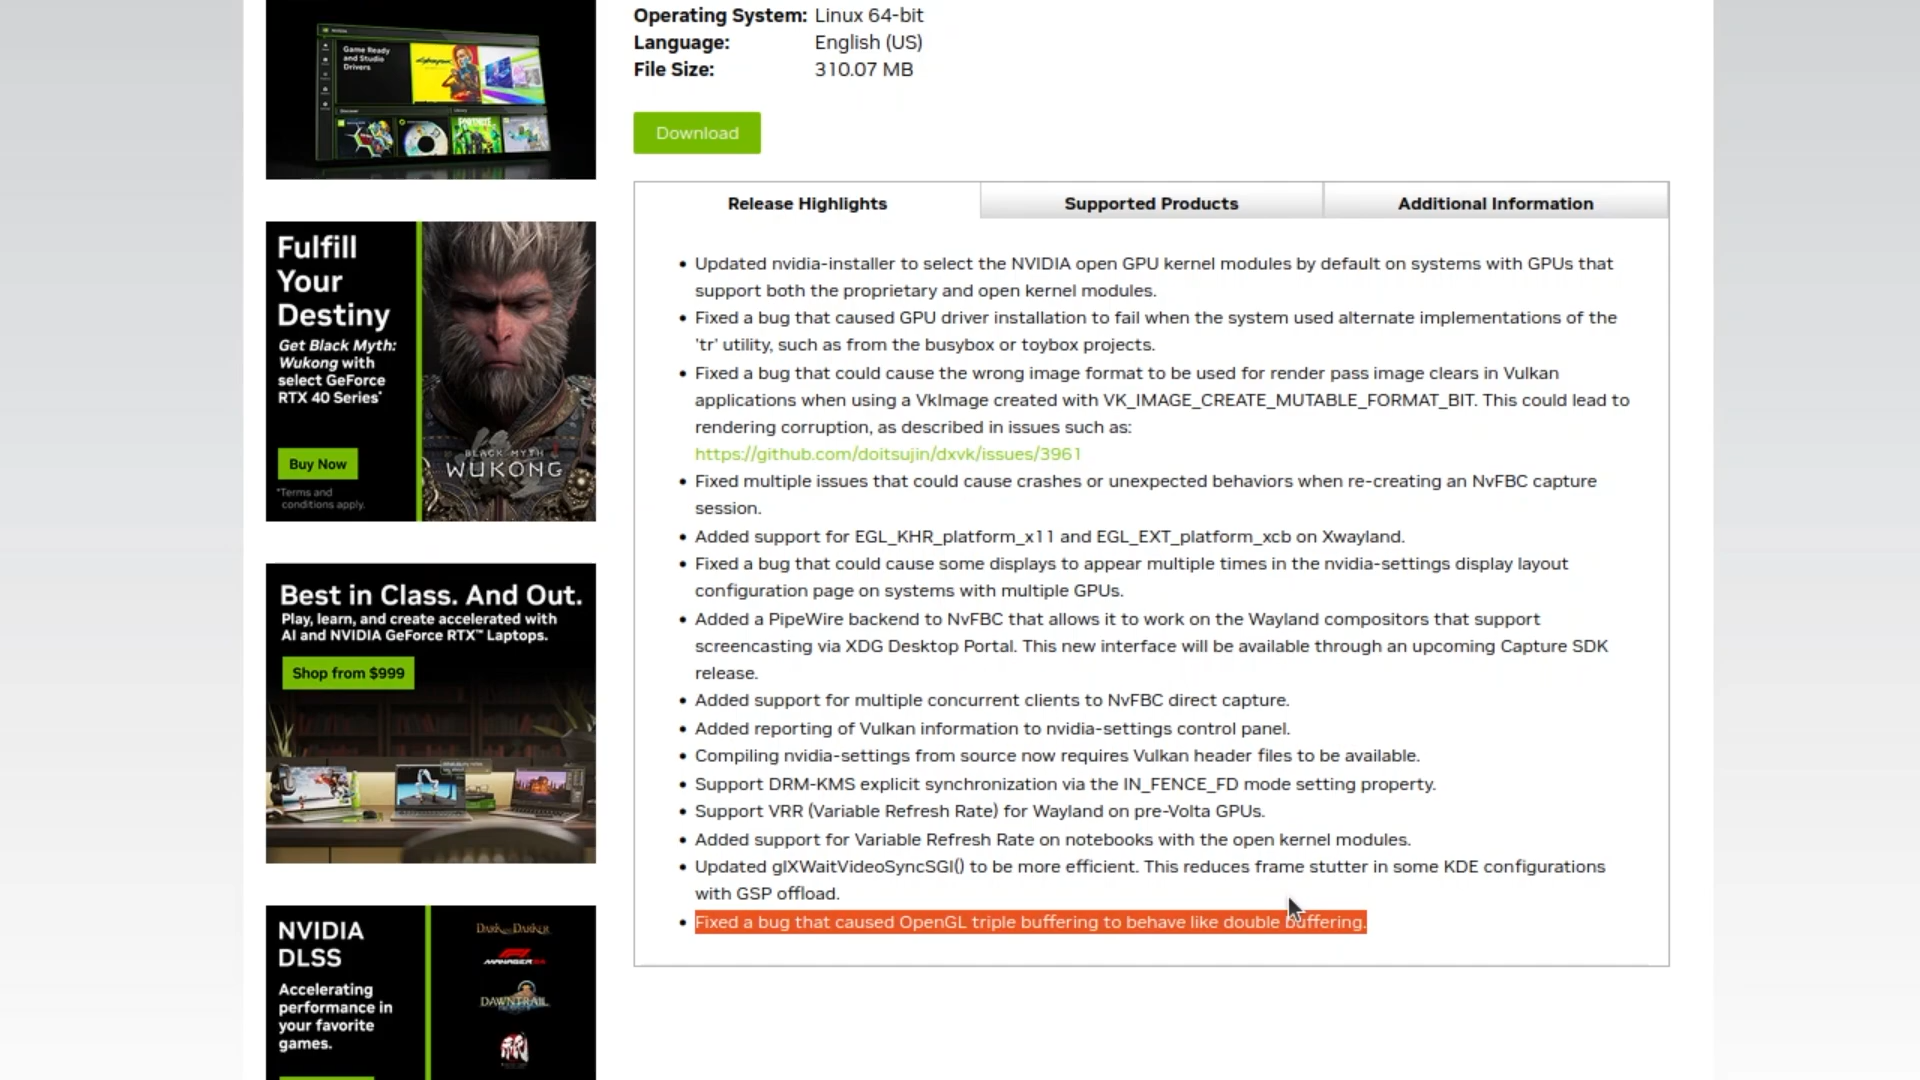 Operating System: Linux 64-bit
Language: English (US)
File Size: 310.07 MB
Download
Game Ready
and Studio
Drivers
Release Highlights
Supported Products
Additional Information
Updated nvidia-installer to select the NVIDIA open GPU kernel modules by default on systems with GPUs that
support both the proprietary and open kernel modules.
Fixed a bug that caused GPU driver installation to fail when the system used alternate implementations of the
'tr' utility, such as from the busybox or toybox projects.
Fixed a bug that could cause the wrong image format to be used for render pass image clears in Vulkan
applications when using a VkImage created with VK_IMAGE_CREATE_MUTABLE_FORMAT_BIT. This could lead to
rendering corruption, as described in issues such as:
https://github.com/doitsujin/dxvk/issues/3961
Fixed multiple issues that could cause crashes or unexpected behaviors when re-creating an NvFBC capture
session.
Added support for EGL_KHR_platform_x11 and EGL_EXT_platform_xcb on Xwayland.
Fixed a bug that could cause some displays to appear multiple times in the nvidia-settings display layout
configuration page on systems with multiple GPUs.
Added a PipeWire backend to NvFBC that allows it to work on the Wayland compositors that support
screencasting via XDG Desktop Portal. This new interface will be available through an upcoming Capture SDK
release.
Added support for multiple concurrent clients to NvFBC direct capture.
Added reporting of Vulkan information to nvidia-settings control panel.
Compiling nvidia-settings from source now requires Vulkan header files to be available.
Support DRM-KMS explicit synchronization via the IN_FENCE_FD mode setting property.
Support VRR (Variable Refresh Rate) for Wayland on pre-Volta GPUs.
Added support for Variable Refresh Rate on notebooks with the open kernel modules.
Updated glXWaitVideoSyncSGI() to be more efficient. This reduces frame stutter in some KDE configurations
with GSP offload.
Fixed a bug that caused OpenGL triple buffering to behave like double buffering.
Fulfill
Your
Destiny
Get Black Myth:
Wukong with
select GeForce
RTX 40 Series*
Buy Now
*Terms and
conditions apply.
BLACK MYTH
WUKONG
Best in Class. And Out.
Play, learn, and create accelerated with
AI and NVIDIA GeForce RTX™ Laptops.
Shop from $999
NVIDIA
DLSS
Accelerating
performance in
your favorite
games.
DARK AND DARKER
F1
MANAGER 24
DAWNTRAIL